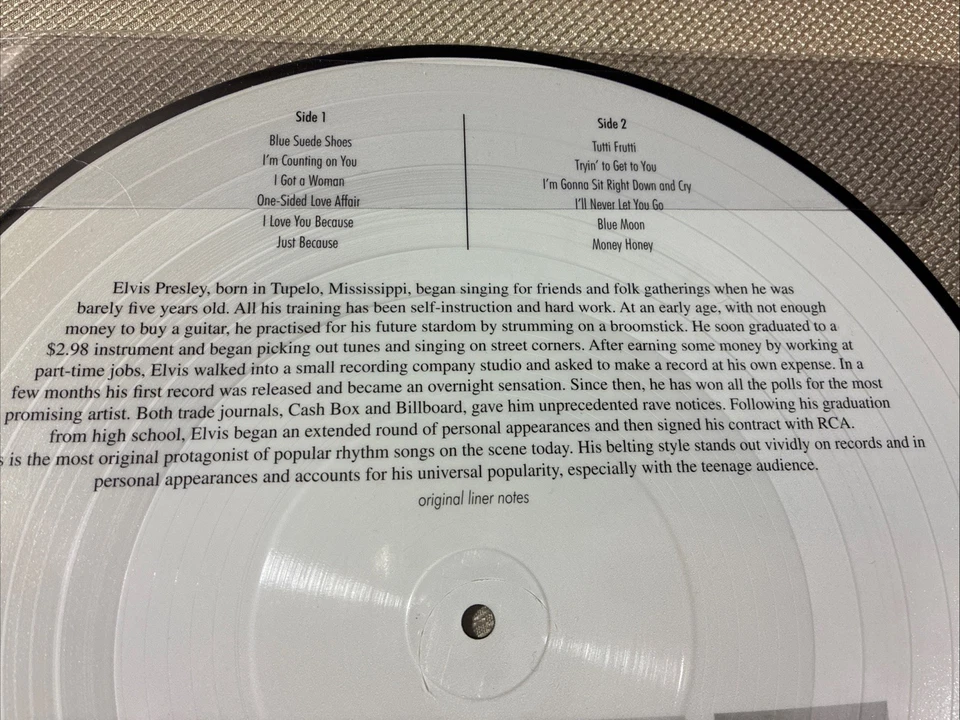 Side 1
Blue Suede Shoes
I'm Counting on You
I Got a Woman
One-Sided Love Affair
I Love You Because
Just Because
Side 2
Tutti Frutti
Tryin' to Get to You
I'm Gonna Sit Right Down and Cry
I'll Never Let You Go
Blue Moon
Money Honey
Elvis Presley, born in Tupelo, Mississippi, began singing for friends and folk gatherings when he was
barely five years old. All his training has been self-instruction and hard work. At an early age, with not enough
money to buy a guitar, he practised for his future stardom by strumming on a broomstick. He soon graduated to a
$2.98 instrument and began picking out tunes and singing on street corners. After earning some money by working at
part-time jobs, Elvis walked into a small recording company studio and asked to make a record at his own expense. In a
few months his first record was released and became an overnight sensation. Since then, he has won all the polls for the most
promising artist. Both trade journals, Cash Box and Billboard, gave him unprecedented rave notices. Following his graduation
from high school, Elvis began an extended round of personal appearances and then signed his contract with RCA.
is the most original protagonist of popular rhythm songs on the scene today. His belting style stands out vividly on records and in
personal appearances and accounts for his universal popularity, especially with the teenage audience.
original liner notes